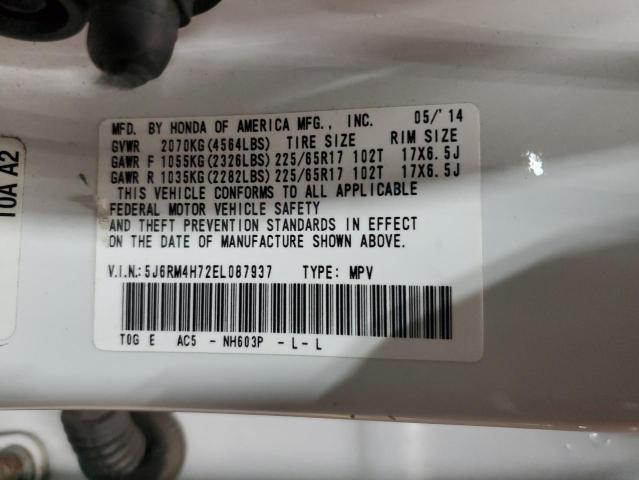 MFD. BY HONDA OF AMERICA MFG., INC. 05/'14
GVWR 2070KG(4564LBS) TIRE SIZE RIM SIZE
GAWR F 1055KG(2326LBS) 225/65R17 102T 17X6.5J
GAWR R 1035KG(2282LBS) 225/65R17 102T 17X6.5J
THIS VEHICLE CONFORMS TO ALL APPLICABLE
FEDERAL MOTOR VEHICLE SAFETY
AND THEFT PREVENTION STANDARDS IN EFFECT
ON THE DATE OF MANUFACTURE SHOWN ABOVE.
V.I.N.:5J6RM4H72EL087937 TYPE: MPV
T0G E AC5 - NH603P - L- L
T0A A2